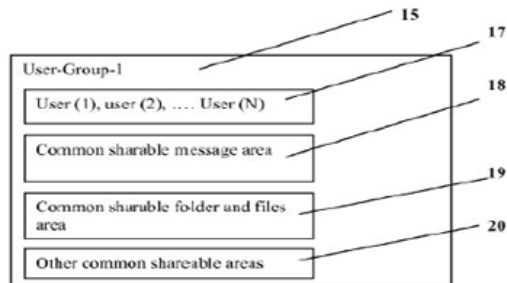 15
17
User-Group-1
User (1), user (2), .... User (N)
18
Common sharable message area
19
Common sharable folder and files
area
20
Other common shareable areas